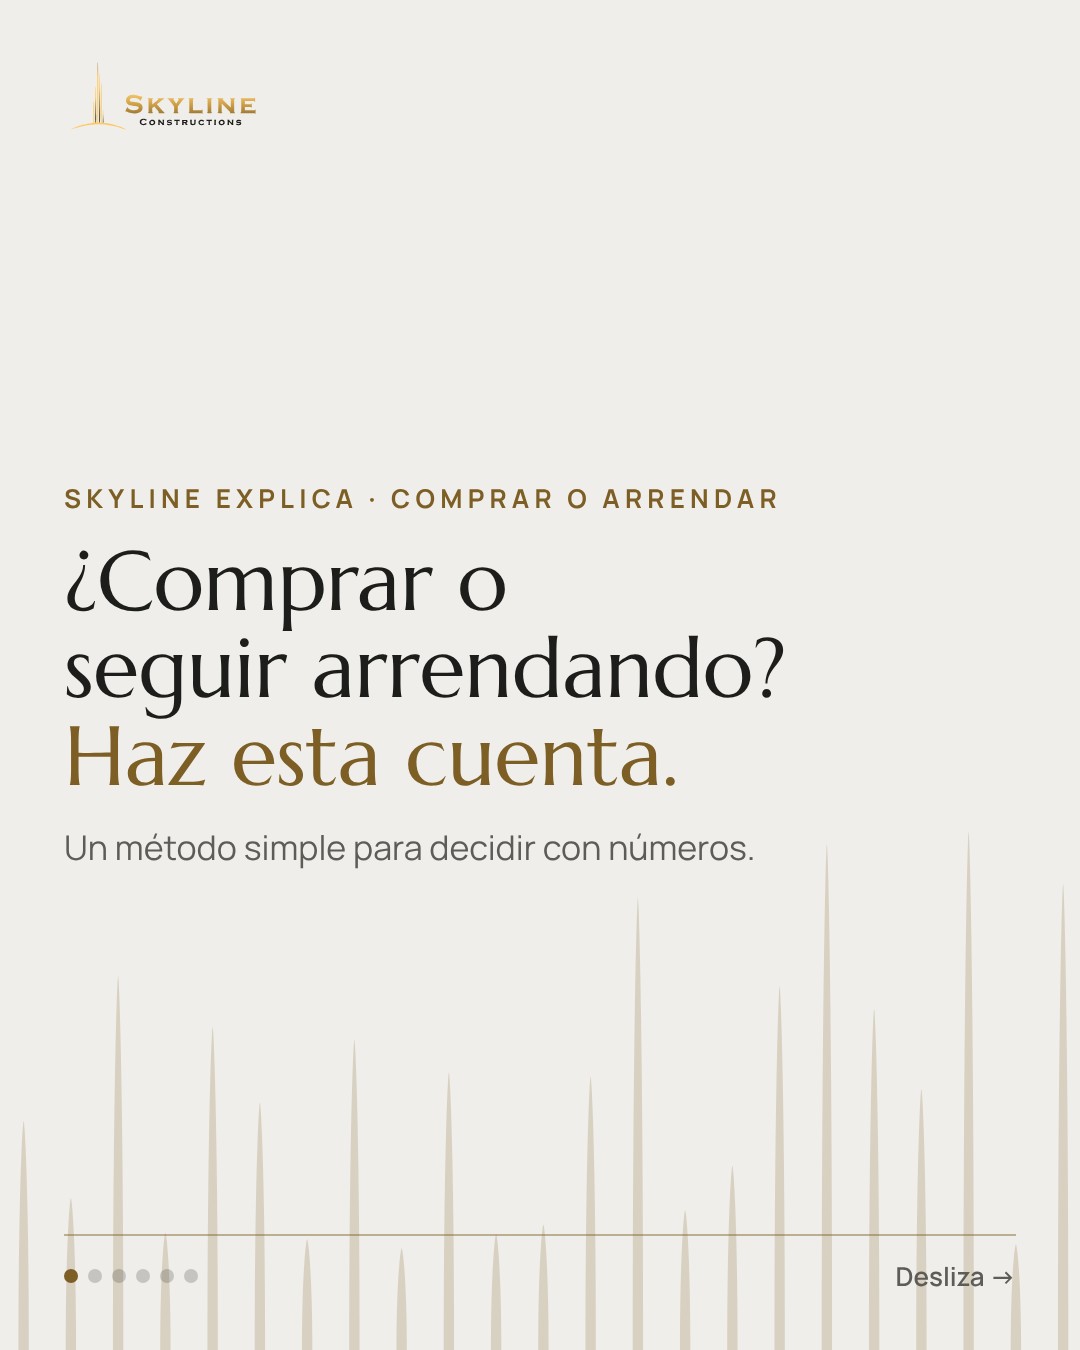 SKYLINE
CONSTRUCTIONS
SKYLINE EXPLICA · COMPRAR O ARRENDAR
¿Comprar o
seguir arrendando?
Haz esta cuenta.
Un método simple para decidir con números.
Desliza →